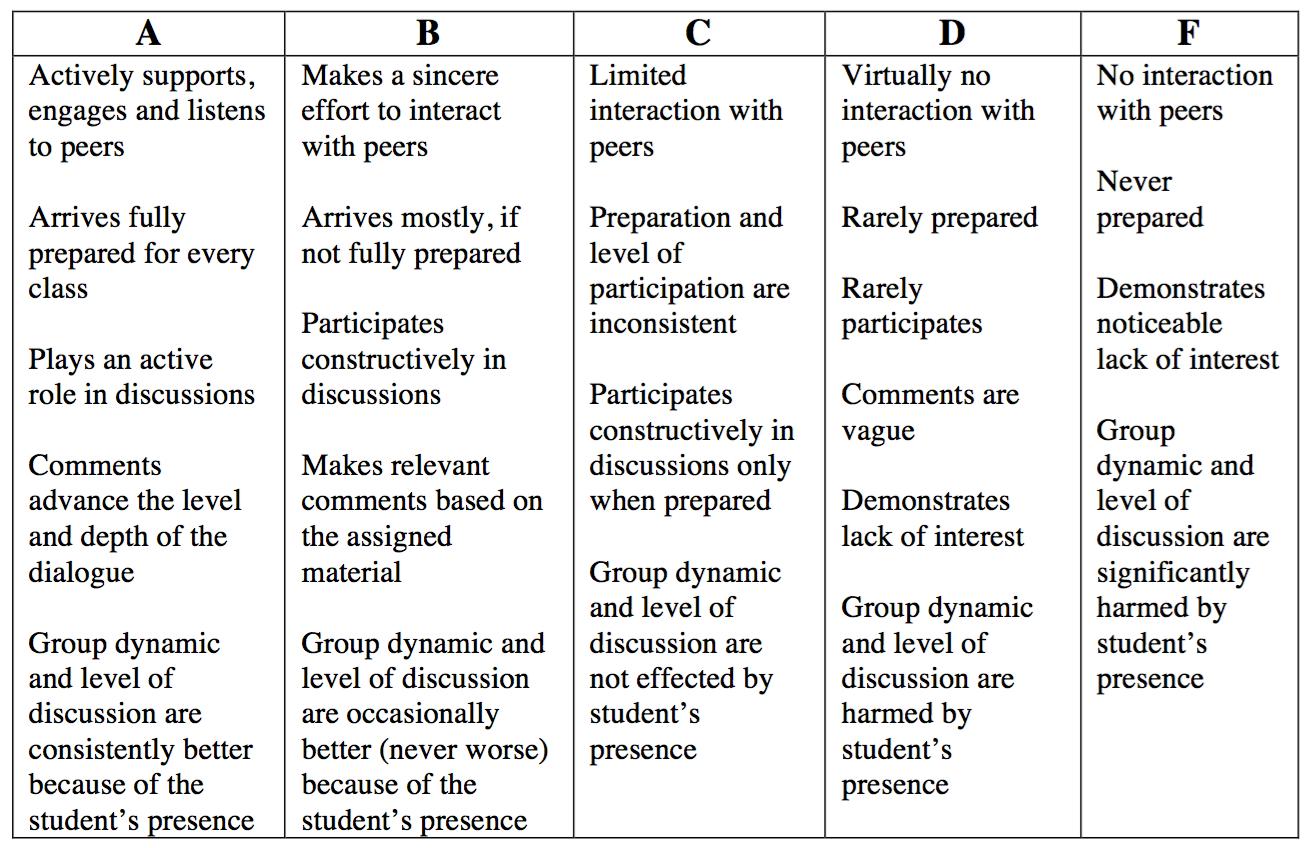 A
Actively supports,
engages and listens
to peers
Arrives fully
prepared for every
class
Plays an active
role in discussions
Comments
advance the level
and depth of the
dialogue
Group dynamic
and level of
discussion are
consistently better
because of the
student’s presence
B
Makes a sincere
effort to interact
with peers
Arrives mostly, if
not fully prepared
Participates
constructively in
discussions
Makes relevant
comments based on
the assigned
material
Group dynamic and
level of discussion
are occasionally
better (never worse)
because of the
student’s presence
C
Limited
interaction with
peers
Preparation and
level of
participation are
inconsistent
Participates
constructively in
discussions only
when prepared
Group dynamic
and level of
discussion are
not effected by
student’s
presence
D
Virtually no
interaction with
peers
Rarely prepared
Rarely
participates
Comments are
vague
Demonstrates
lack of interest
Group dynamic
and level of
discussion are
harmed by
student’s
presence
F
No interaction
with peers
Never
prepared
Demonstrates
noticeable
lack of interest
Group
dynamic and
level of
discussion are
significantly
harmed by
student’s
presence